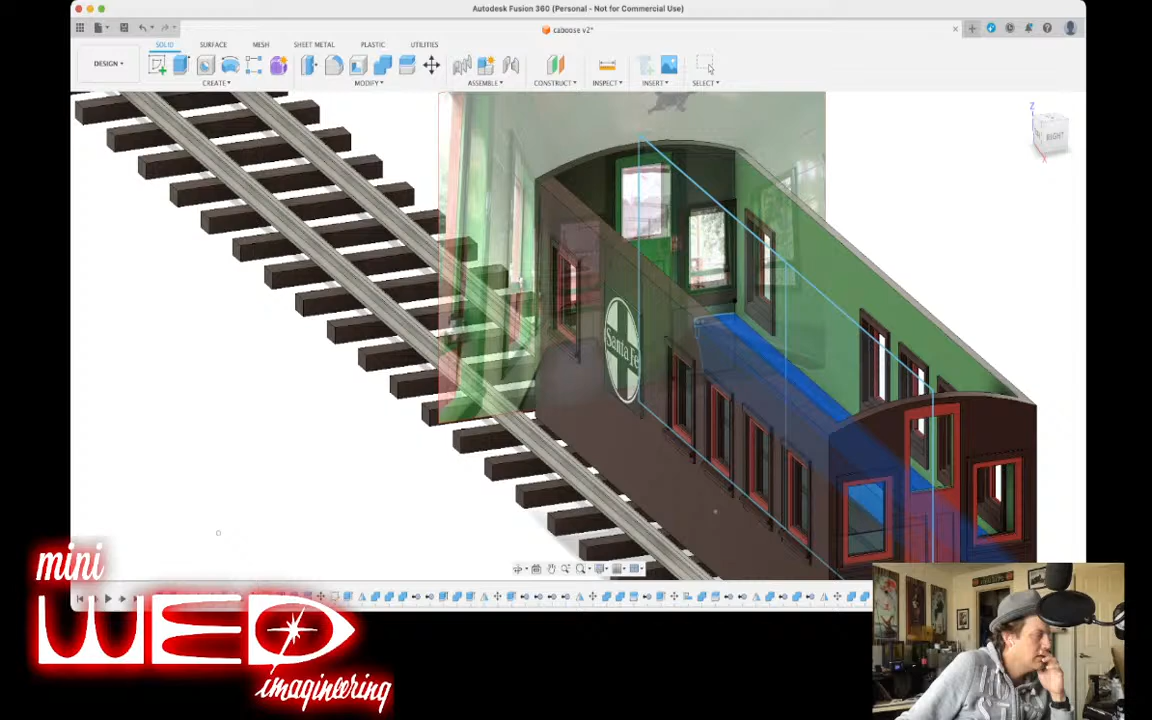 Autodesk Fusion 360 (Personal - Not for Commercial Use)
caboose v2*
SOLID SURFACE MESH SHEET METAL PLASTIC UTILITIES
DESIGN
CREATE MODIFY ASSEMBLE CONSTRUCT INSPECT INSERT SELECT
Z
RIGHT
X
Santa Fe
mini
WED
imagineering